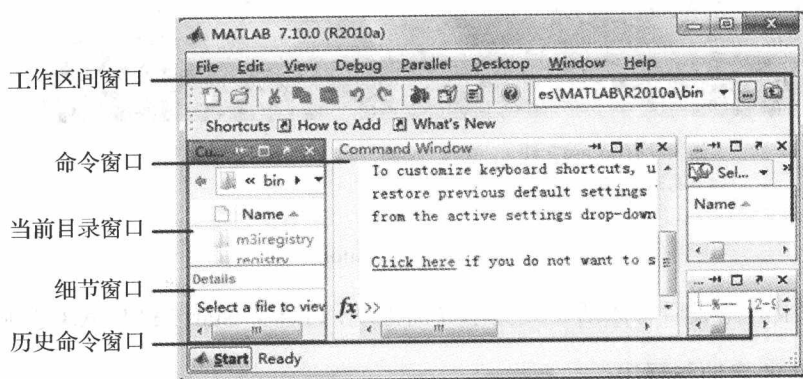 MATLAB 7.10.0 (R2010a)
File Edit View Debug Parallel Desktop Window Help
es\MATLAB\R2010a\bin
Shortcuts How to Add What's New
工作区间窗口
命令窗口
当前目录窗口
细节窗口
历史命令窗口
Cu...
« bin
Name
m3iregistry
registry
Details
Select a file to view
Command Window
To customize keyboard shortcuts, u
restore previous default settings
from the active settings drop-down
Click here if you do not want to s
fx >>
...
Sel...
Name
...
%-- 12-9
Start Ready